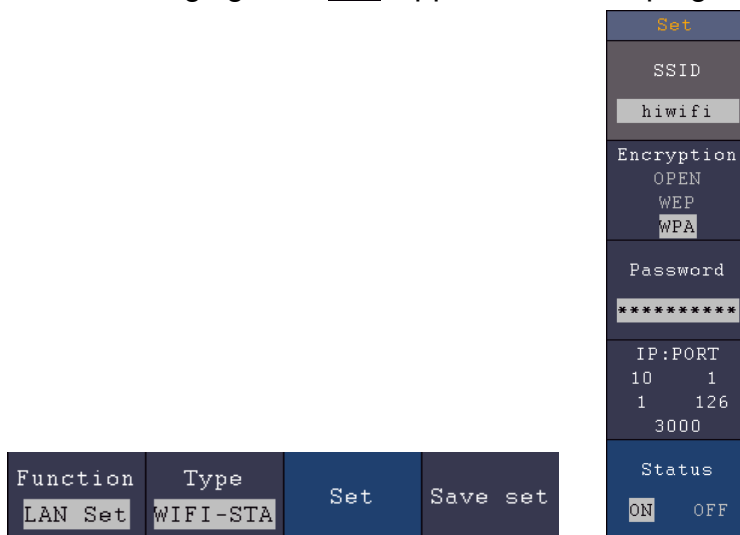 Set
SSID
hiwifi
Encryption
OPEN
WEP
WPA
Password
**********
IP:PORT
10 1
1 126
3000
Status
ON OFF
Function Type Set Save set
LAN Set WIFI-STA